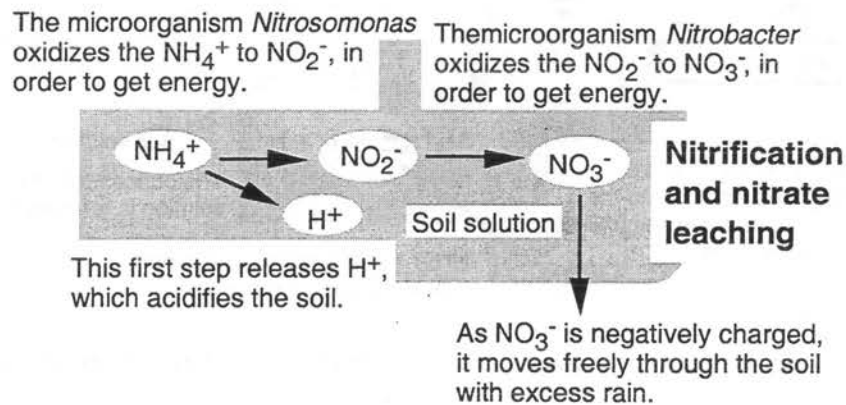 The microorganism Nitrosomonas
oxidizes the NH₄⁺ to NO₂⁻, in
order to get energy.
Themicroorganism Nitrobacter
oxidizes the NO₂⁻ to NO₃⁻, in
order to get energy.
NH₄⁺
NO₂⁻
NO₃⁻
H⁺
Soil solution
Nitrification
and nitrate
leaching
This first step releases H⁺,
which acidifies the soil.
As NO₃⁻ is negatively charged,
it moves freely through the soil
with excess rain.